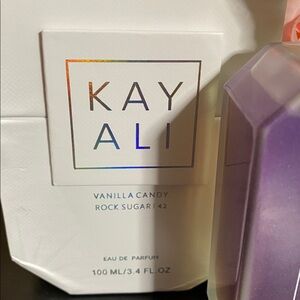 KAY
ALI
VANILLA CANDY
ROCK SUGAR | 42
EAU DE PARFUM
100 ML/3.4 FL.OZ